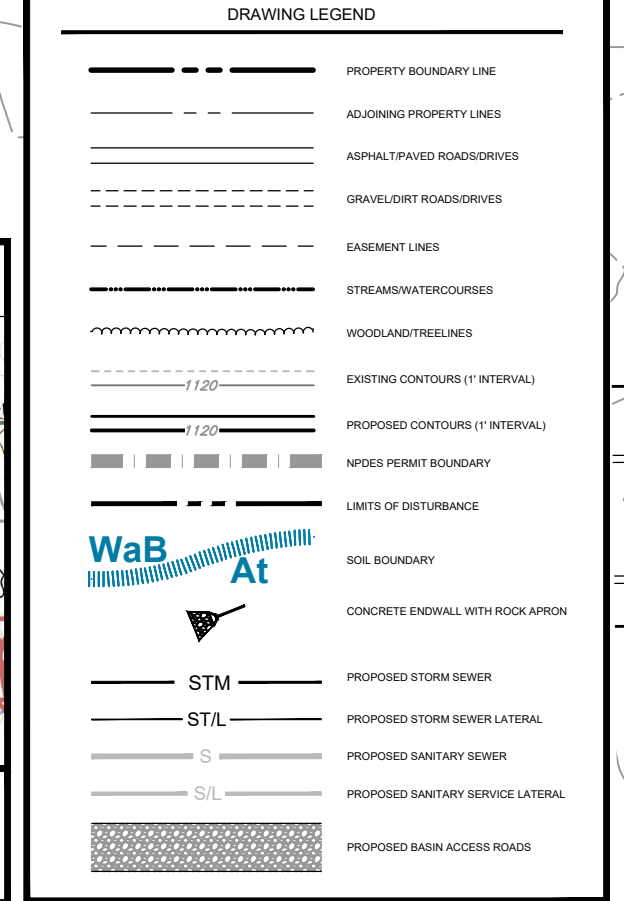 DRAWING LEGEND
PROPERTY BOUNDARY LINE
ADJOINING PROPERTY LINES
ASPHALT/PAVED ROADS/DRIVES
GRAVEL/DIRT ROADS/DRIVES
EASEMENT LINES
STREAMS/WATERCOURSES
WOODLAND/TREELINES
1120 EXISTING CONTOURS (1' INTERVAL)
1120 PROPOSED CONTOURS (1' INTERVAL)
NPDES PERMIT BOUNDARY
LIMITS OF DISTURBANCE
WaB At SOIL BOUNDARY
CONCRETE ENDWALL WITH ROCK APRON
STM PROPOSED STORM SEWER
ST/L PROPOSED STORM SEWER LATERAL
S PROPOSED SANITARY SEWER
S/L PROPOSED SANITARY SERVICE LATERAL
PROPOSED BASIN ACCESS ROADS